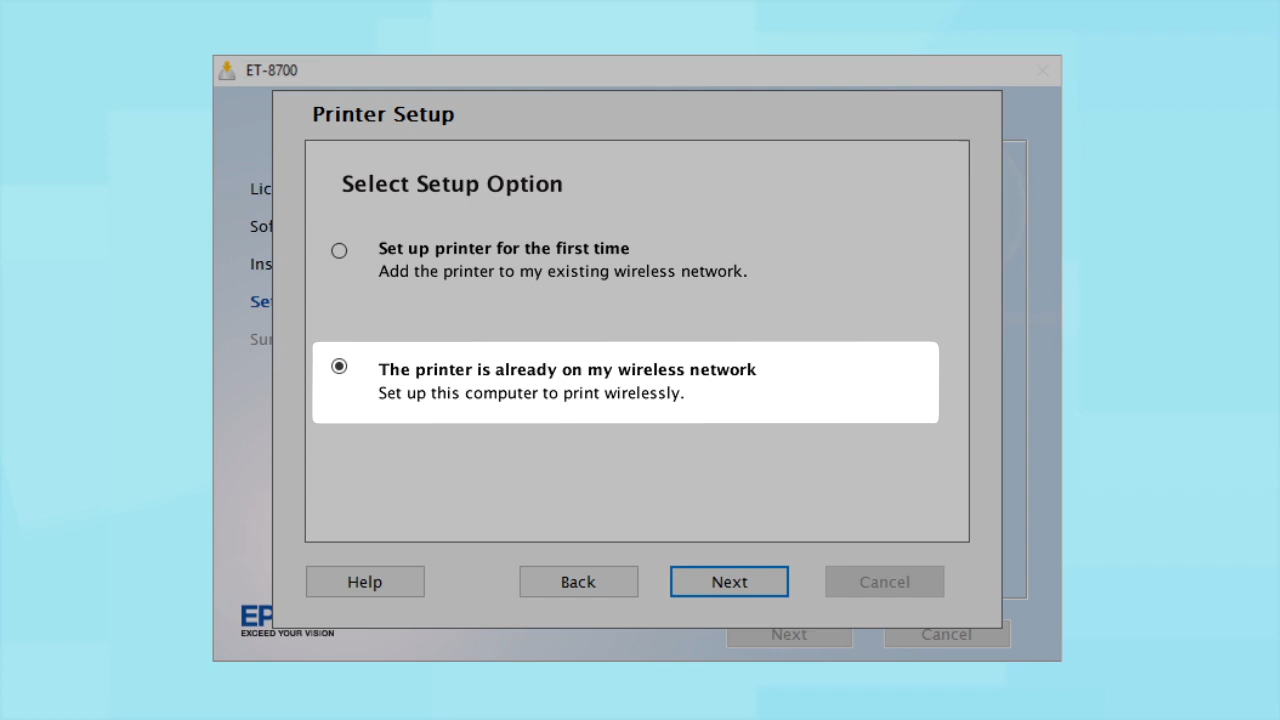 ET-8700
Printer Setup
Select Setup Option
Set up printer for the first time
Add the printer to my existing wireless network.
The printer is already on my wireless network
Set up this computer to print wirelessly.
Help
Back
Next
Cancel
EXCEED YOUR VISION
Next
Cancel